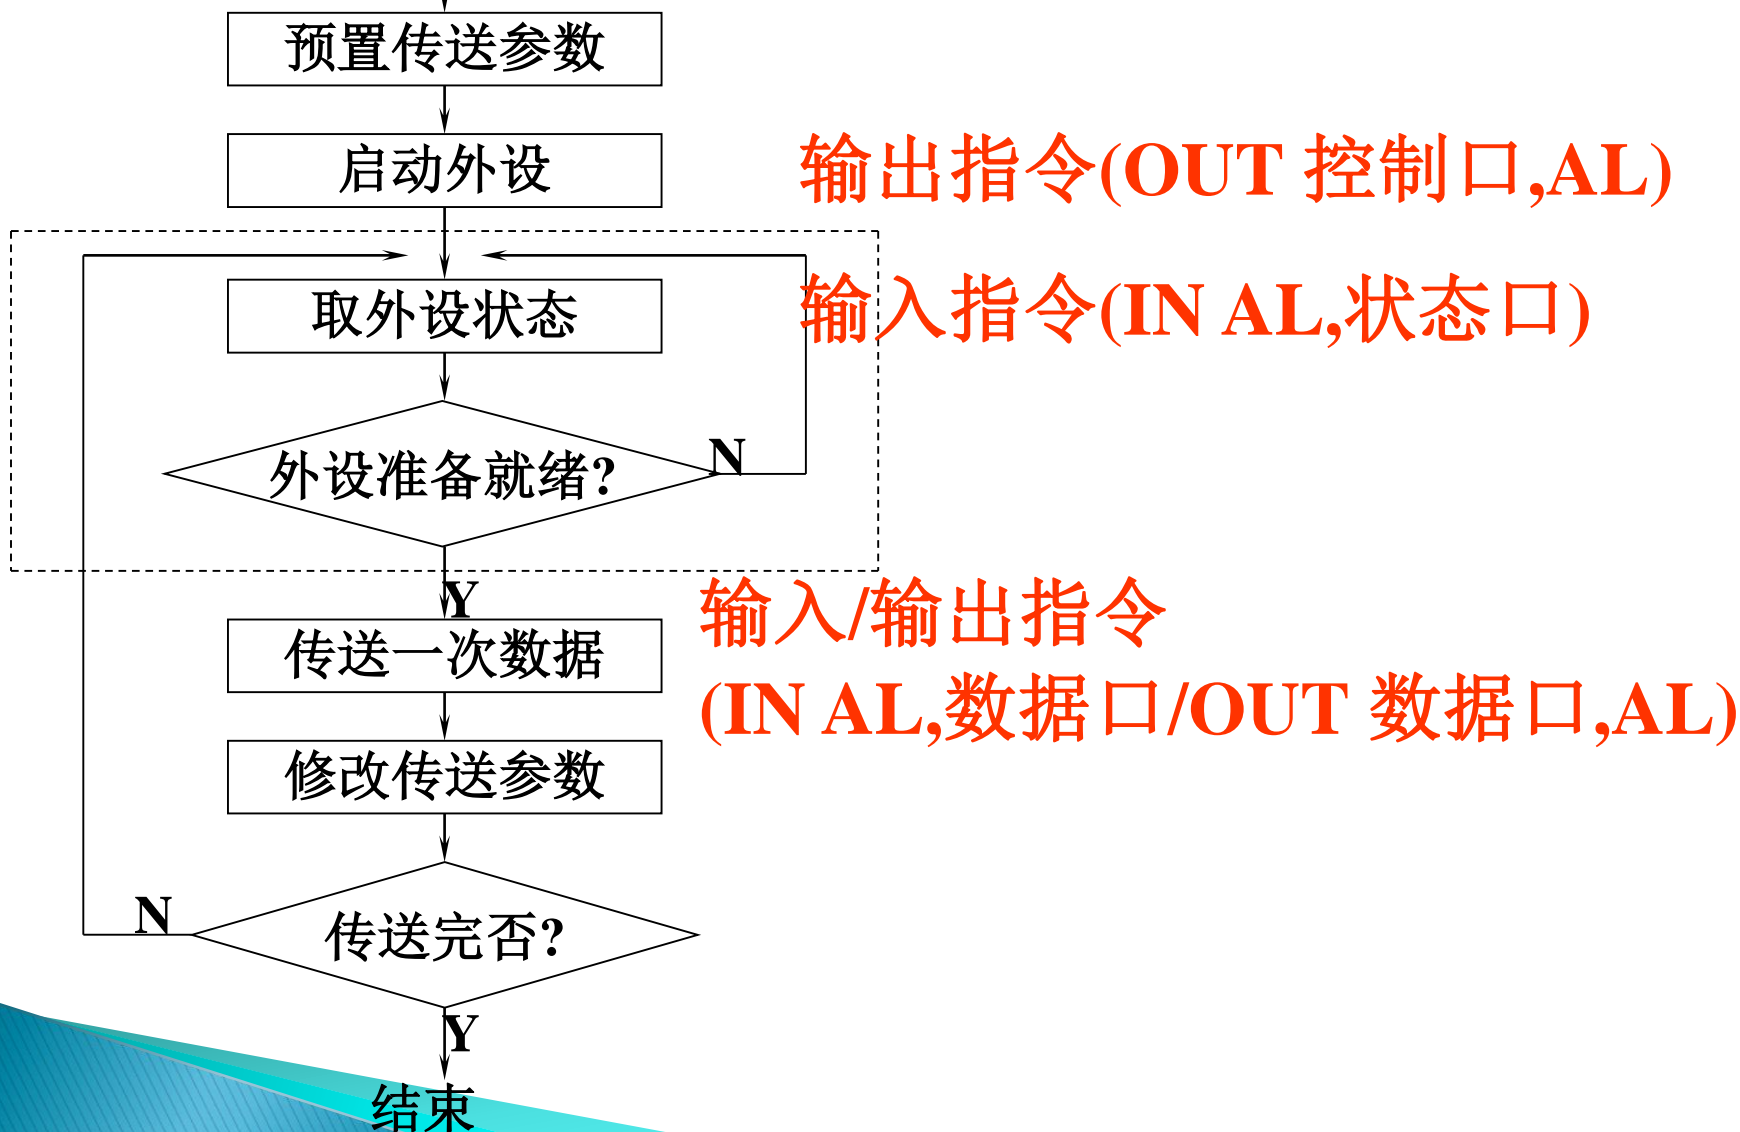 预置传送参数
启动外设
输出指令(OUT 控制口,AL)
取外设状态
输入指令(IN AL,状态口)
外设准备就绪?
N
Y
输入/输出指令
传送一次数据
(IN AL,数据口/OUT 数据口,AL)
修改传送参数
N
传送完否?
Y
结束